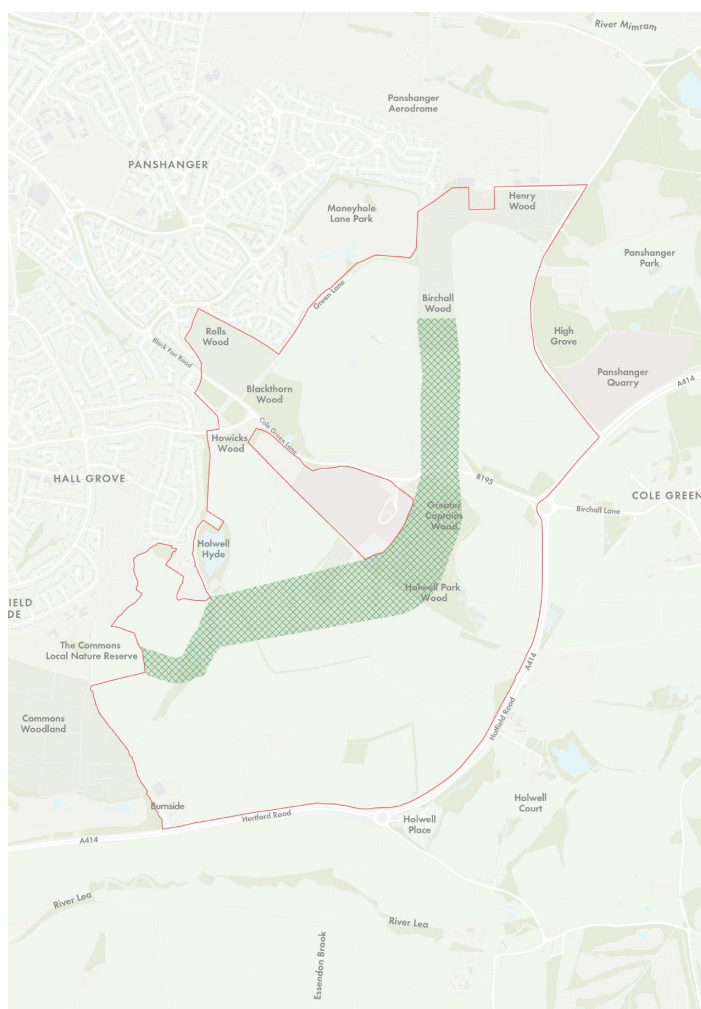 River Mimram
Panshanger
Aerodrome
PANSHANGER
Henry
Wood
Moneyhole
Lane Park
Panshanger
Park
Green Lane
Birchall
Wood
Rolls
Wood
High
Grove
Black Fan Road
Panshanger
Quarry
A414
Blackthorn
Wood
Cole Green Lane
Howicks
Wood
HALL GROVE
B195
COLE GREEN
Greater
Captains
Wood
Birchall Lane
Holwell
Hyde
Holwell Park
Wood
IELD
DE
The Commons
Local Nature Reserve
A414
Commons
Woodland
Hatfield Road
Burnside
Holwell
Court
Hertford Road
Holwell
Place
A414
River Lea
River Lea
Essendon Brook